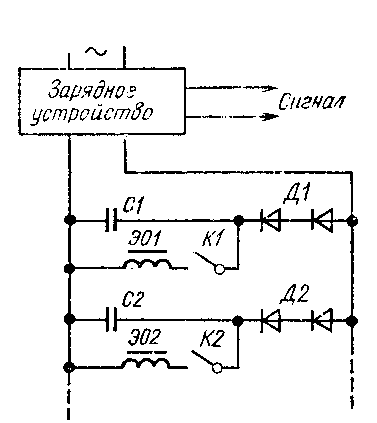 ~
Зарядное
устройство
Сигнал
C1
Д1
ЭО1
K1
C2
Д2
ЭО2
K2